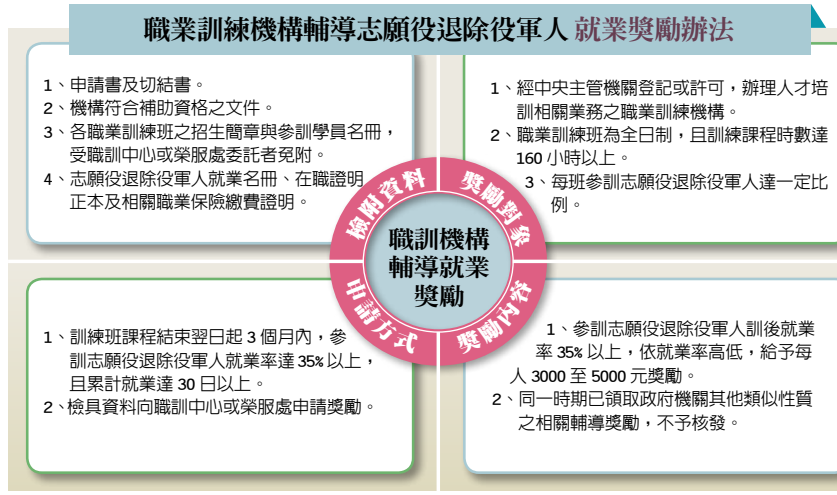 職業訓練機構輔導志願役退除役軍人 就業獎勵辦法
1、申請書及切結書。
2、機構符合補助資格之文件。
3、各職業訓練班之招生簡章與參訓學員名冊，
受職訓中心或榮服處委託者免附。
4、志願役退除役軍人就業名冊、在職證明
正本及相關職業保險繳費證明。
檢附資料
1、經中央主管機關登記或許可，辦理人才培
訓相關業務之職業訓練機構。
2、職業訓練班為全日制，且訓練課程時數達
160 小時以上。
3、每班參訓志願役退除役軍人達一定比
例。
獎勵對象
職訓機構
輔導就業
獎勵
申請方式
1、訓練班課程結束翌日起 3 個月內，參
訓志願役退除役軍人就業率達 35% 以上，
且累計就業達 30 日以上。
2、檢具資料向職訓中心或榮服處申請獎勵。
獎勵內容
1、參訓志願役退除役軍人訓後就業
率 35% 以上，依就業率高低，給予每
人 3000 至 5000 元獎勵。
2、同一時期已領取政府機關其他類似性質
之相關輔導獎勵，不予核發。